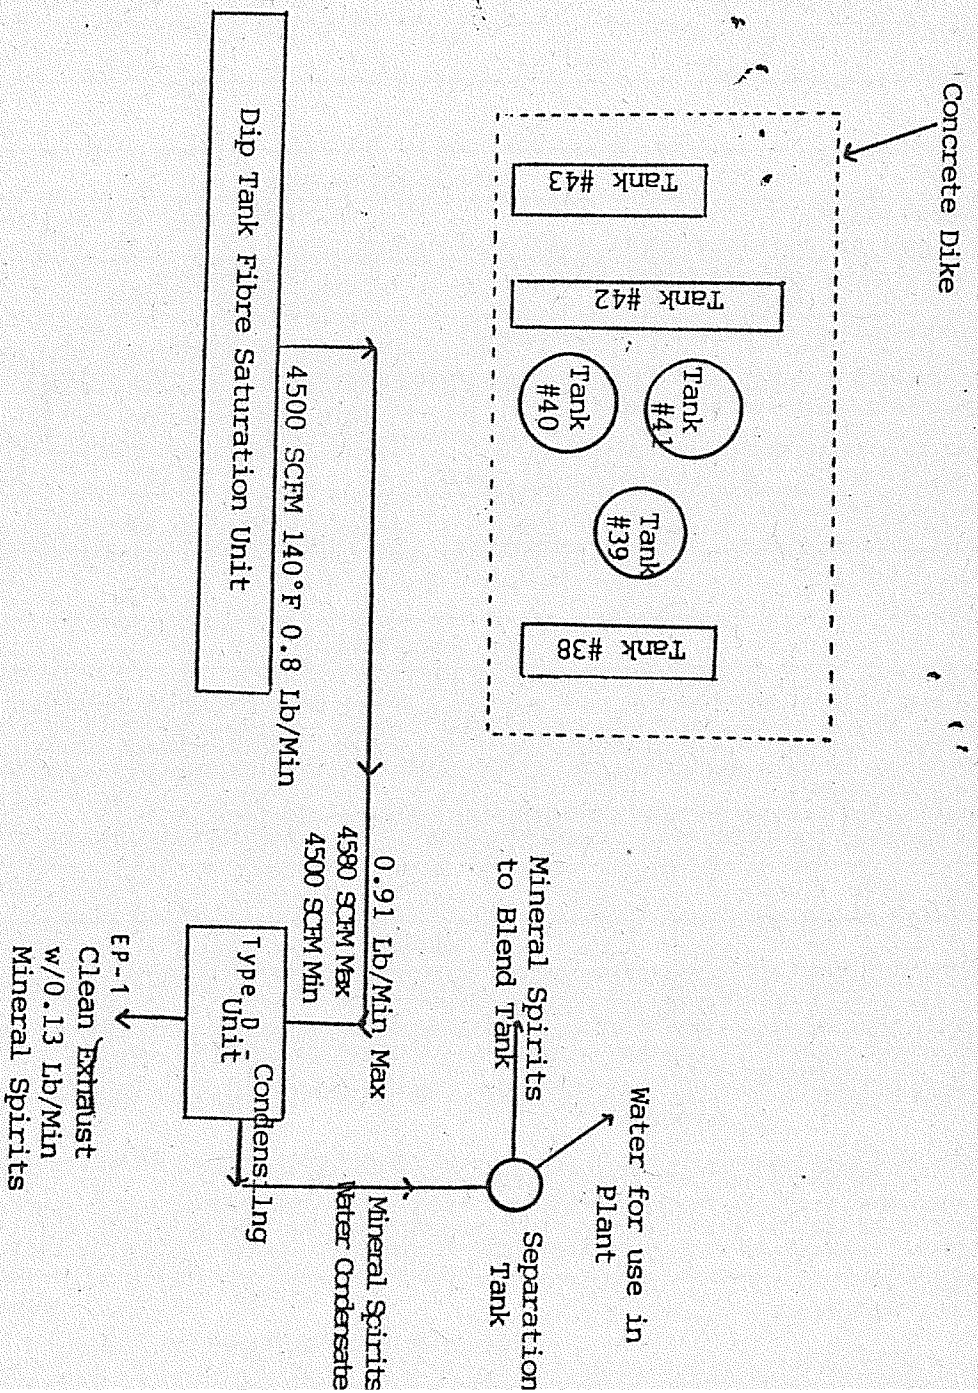 Concrete Dike
Tank #43
Tank #42
Tank
#41
Tank
#40
Tank
#39
Tank #38
Water for use in
Plant
Mineral Spirits
to Blend Tank
Separation
Tank
0.91 Lb/Min Max
4580 SCFM Max
4500 SCFM Min
Mineral Spirits
Water Condensate
4500 SCFM 140°F 0.8 Lb/Min
Dip Tank Fibre Saturation Unit
Type D - Condensing
Unit
EP-1
Clean Exhaust
w/0.13 Lb/Min
Mineral Spirits